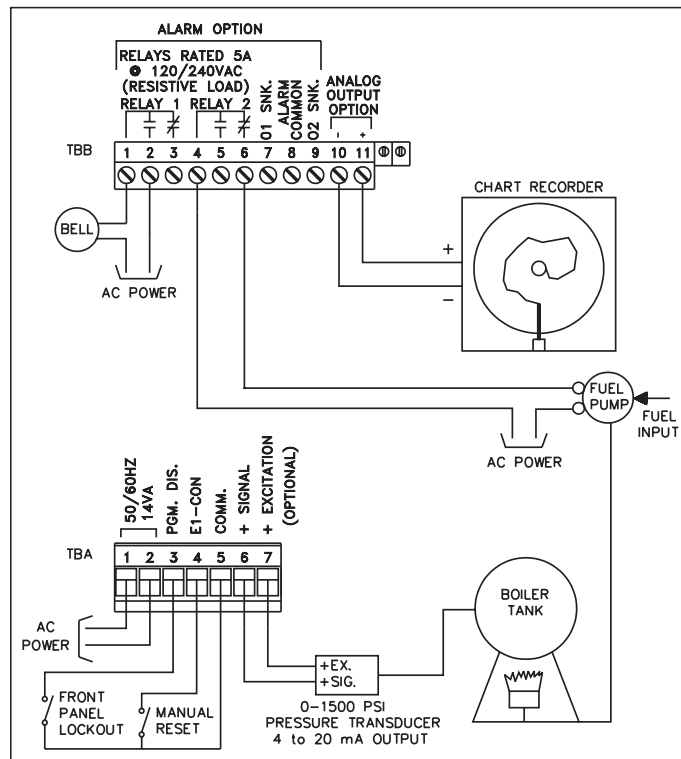 ALARM OPTION
RELAYS RATED 5A
@ 120/240VAC
(RESISTIVE LOAD)
RELAY 1 RELAY 2
O1 SNK.
ALARM
COMMON
O2 SNK.
ANALOG
OUTPUT
OPTION
- +
TBB 1 2 3 4 5 6 7 8 9 10 11
CHART RECORDER
BELL
AC POWER
+
−
FUEL
PUMP
FUEL
INPUT
AC POWER
50/60HZ
14VA
PGM. DIS.
E1-CON
COMM.
+ SIGNAL
+ EXCITATION
(OPTIONAL)
TBA 1 2 3 4 5 6 7
AC
POWER
FRONT
PANEL
LOCKOUT
MANUAL
RESET
+EX.
+SIG.
0-1500 PSI
PRESSURE TRANSDUCER
4 to 20 mA OUTPUT
BOILER
TANK